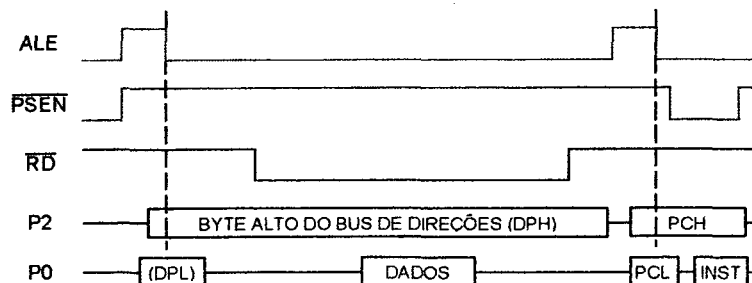 ALE
PSEN
RD
P2 BYTE ALTO DO BUS DE DIREÇÕES (DPH) PCH
P0 (DPL) DADOS PCL INST